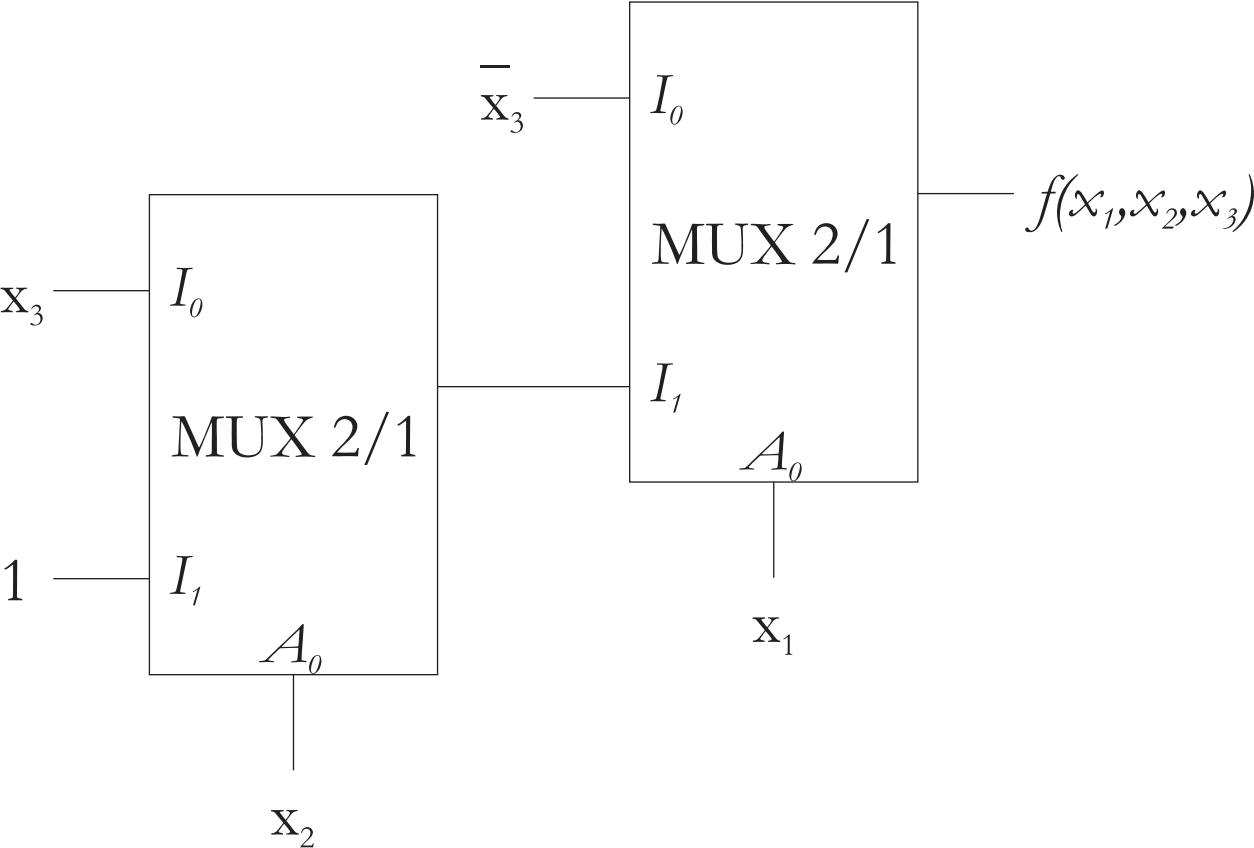 x̄₃
I₀
MUX 2/1
I₁
A₀
x₁
f(x₁,x₂,x₃)
x₃
I₀
MUX 2/1
1
I₁
A₀
x₂